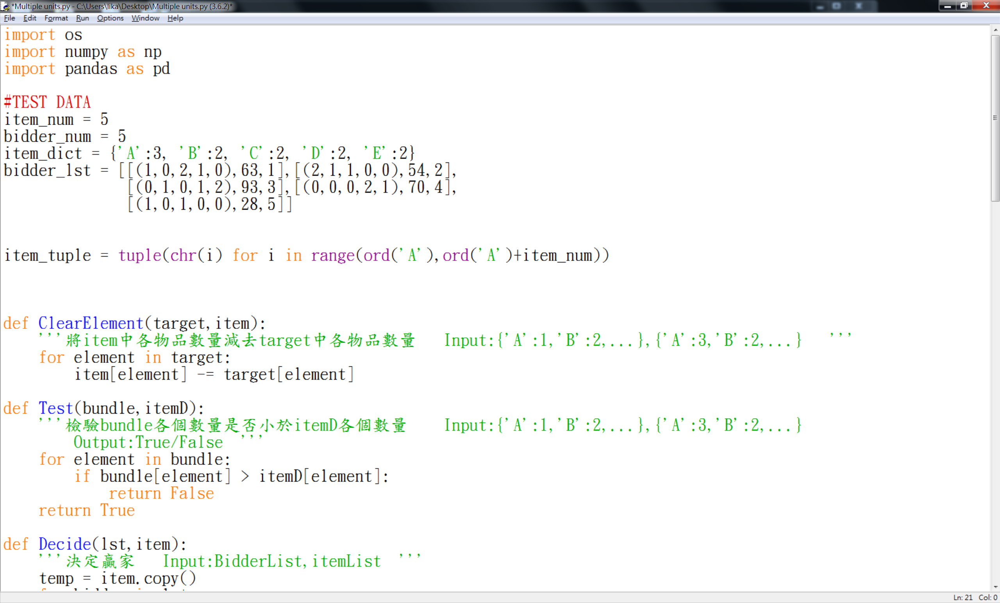 *Multiple units.py - C:\Users\lika\Desktop\Multiple units.py (3.6.2)*
File Edit Format Run Options Window Help
import os
import numpy as np
import pandas as pd
#TEST DATA
item_num = 5
bidder_num = 5
item_dict = {'A':3, 'B':2, 'C':2, 'D':2, 'E':2}
bidder_lst = [[(1,0,2,1,0),63,1],[(2,1,1,0,0),54,2],
[(0,1,0,1,2),93,3],[(0,0,0,2,1),70,4],
[(1,0,1,0,0),28,5]]
item_tuple = tuple(chr(i) for i in range(ord('A'),ord('A')+item_num))
def ClearElement(target,item):
'''將item中各物品數量減去target中各物品數量 Input:{'A':1,'B':2,...},{'A':3,'B':2,...} '''
for element in target:
item[element] -= target[element]
def Test(bundle,itemD):
'''檢驗bundle各個數量是否小於itemD各個數量 Input:{'A':1,'B':2,...},{'A':3,'B':2,...}
Output:True/False '''
for element in bundle:
if bundle[element] > itemD[element]:
return False
return True
def Decide(lst,item):
'''決定贏家 Input:BidderList,itemList '''
temp = item.copy()
Ln: 21 Col: 0